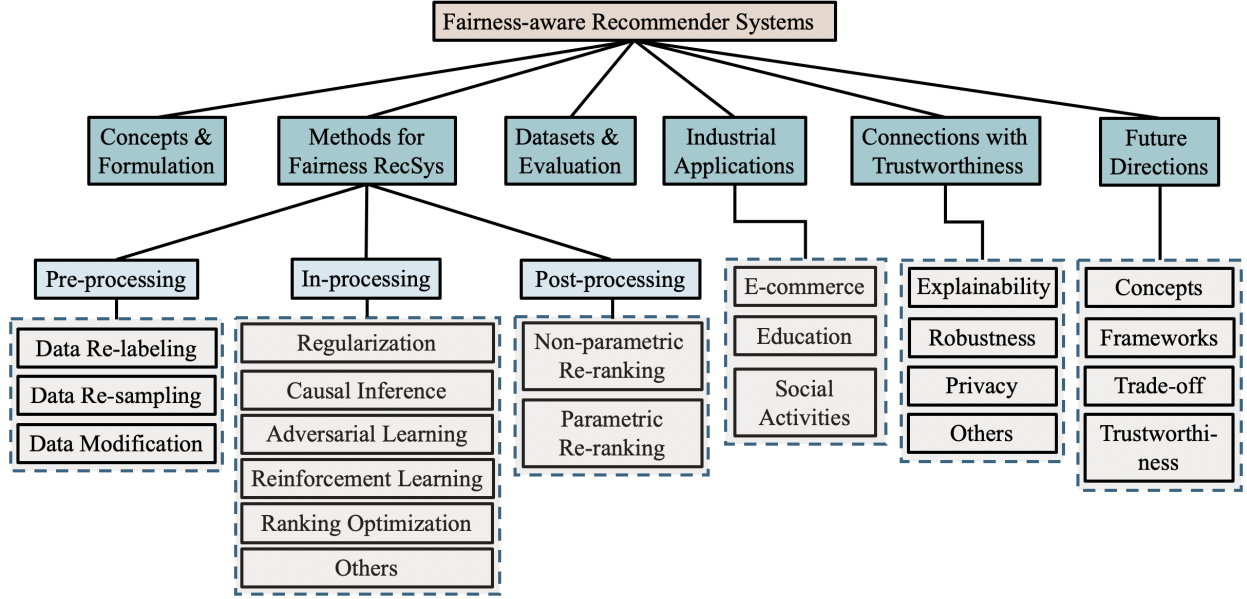 Fairness-aware Recommender Systems
Concepts &
Formulation
Methods for
Fairness RecSys
Datasets &
Evaluation
Industrial
Applications
Connections with
Trustworthiness
Future
Directions
Pre-processing
In-processing
Post-processing
Data Re-labeling
Data Re-sampling
Data Modification
Regularization
Causal Inference
Adversarial Learning
Reinforcement Learning
Ranking Optimization
Others
Non-parametric
Re-ranking
Parametric
Re-ranking
E-commerce
Education
Social
Activities
Explainability
Robustness
Privacy
Others
Concepts
Frameworks
Trade-off
Trustworthi-
ness